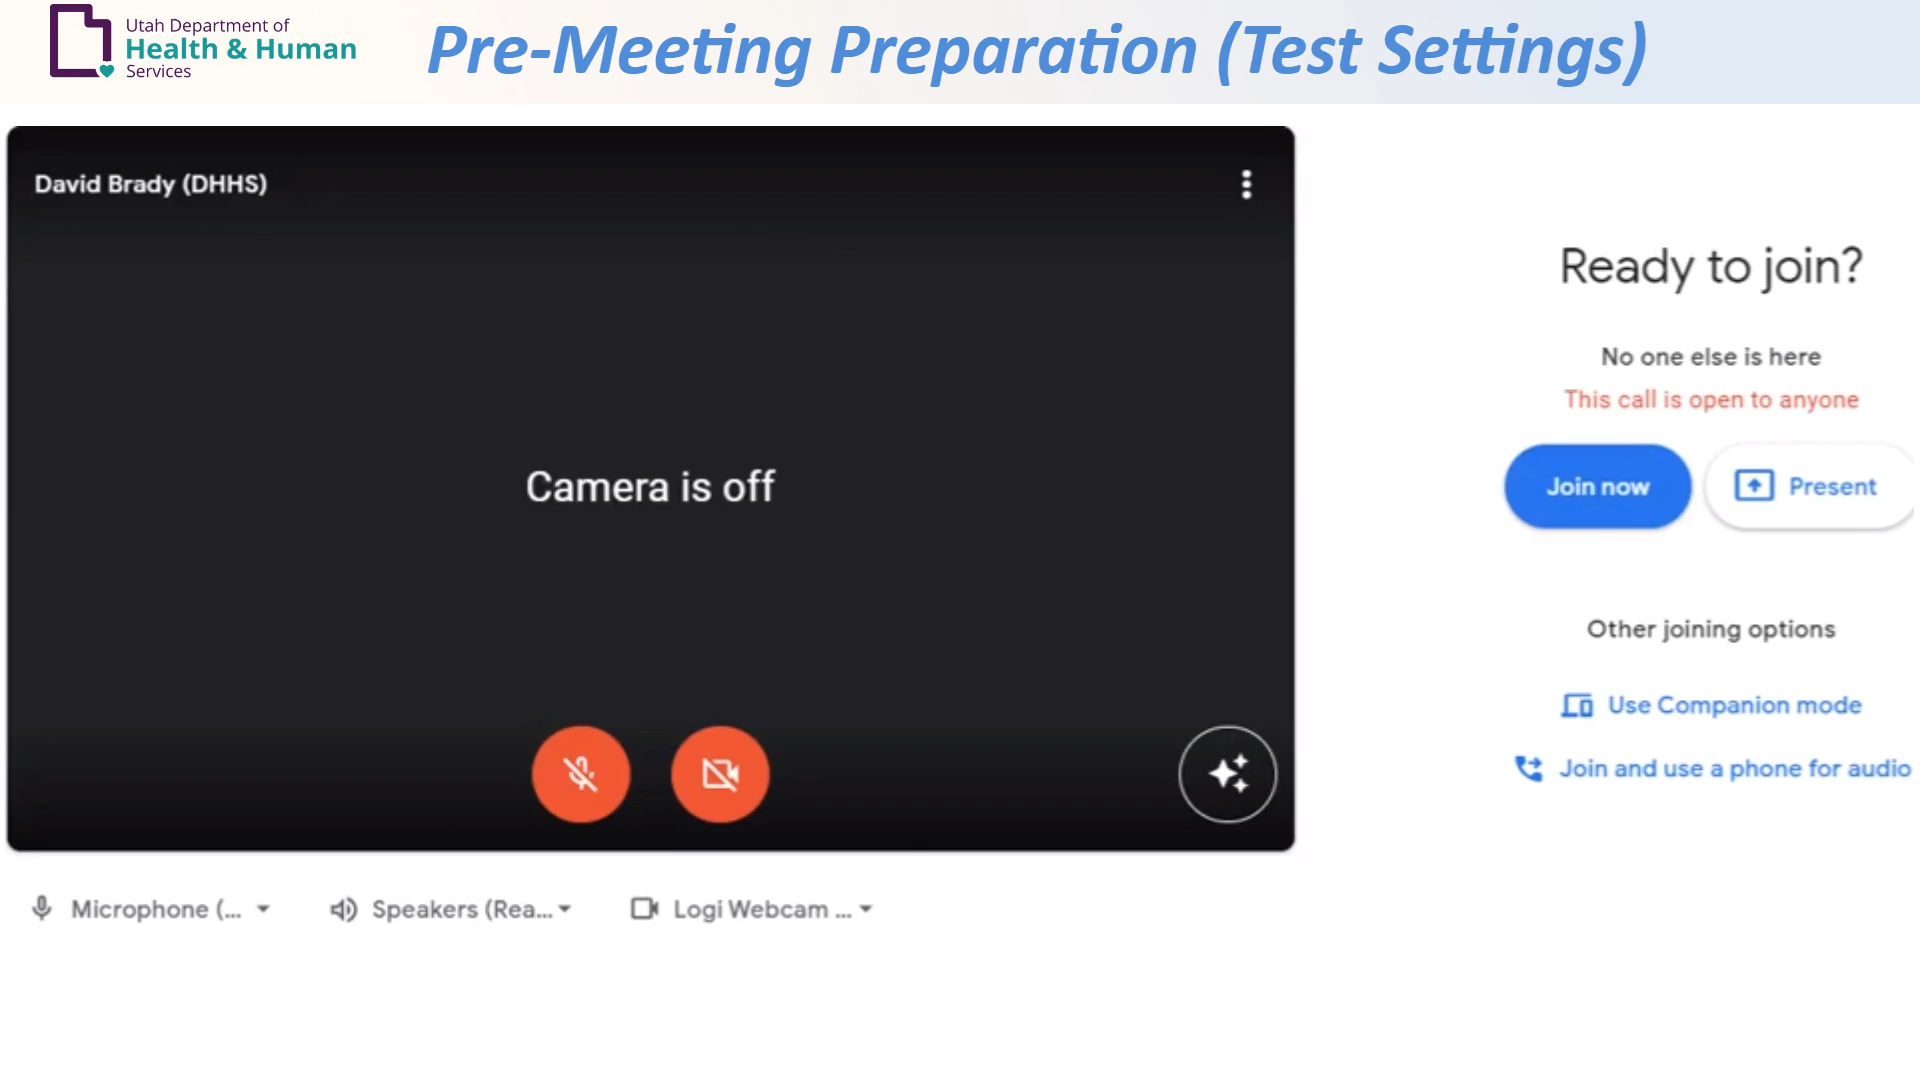 Utah Department of
Health & Human
Services
Pre-Meeting Preparation (Test Settings)
David Brady (DHHS)
Camera is off
Ready to join?
No one else is here
This call is open to anyone
Join now
Present
Other joining options
Use Companion mode
Join and use a phone for audio
Microphone (...
Speakers (Rea...
Logi Webcam ...